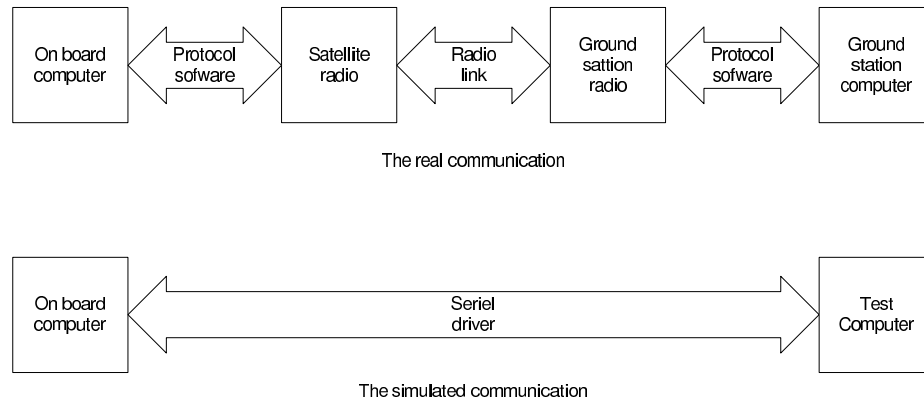 On board
computer
Protocol
sofware
Satellite
radio
Radio
link
Ground
sattion
radio
Protocol
sofware
Ground
station
computer
The real communication
On board
computer
Seriel
driver
Test
Computer
The simulated communication